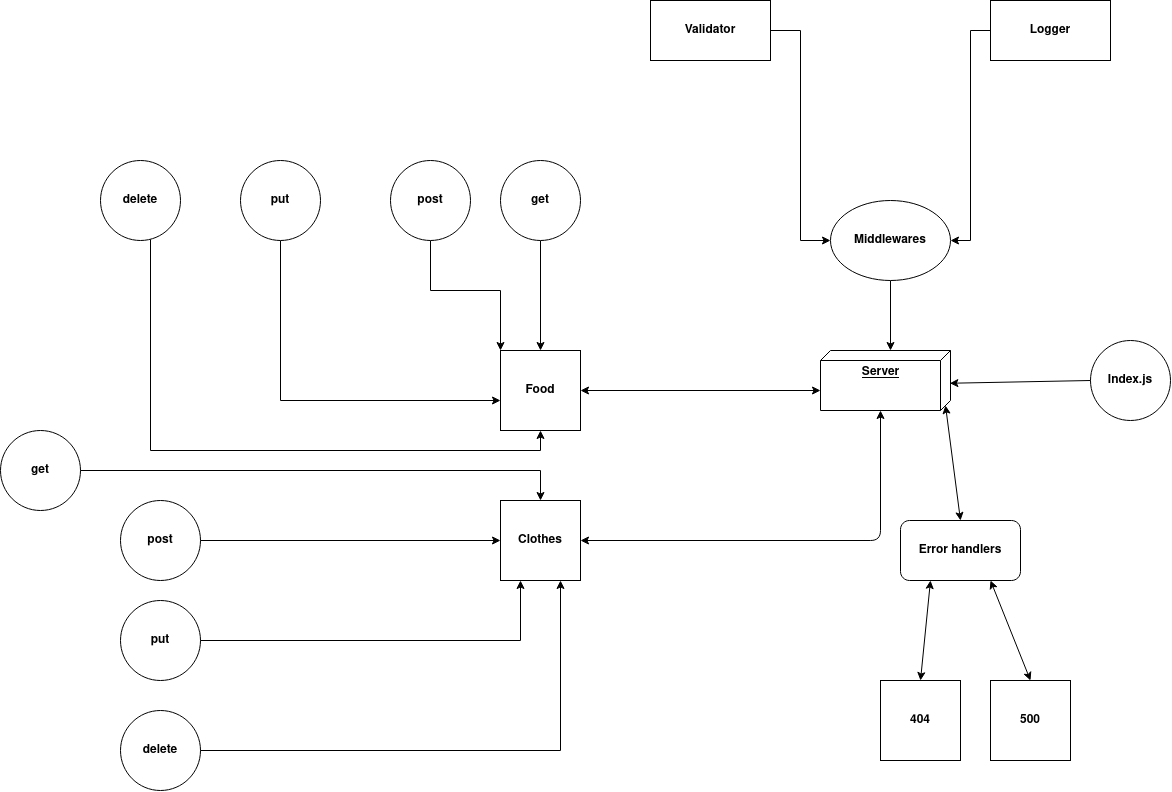 Validator
Logger
delete
put
post
get
Middlewares
Server
Index.js
Food
get
post
Clothes
Error handlers
put
delete
404
500